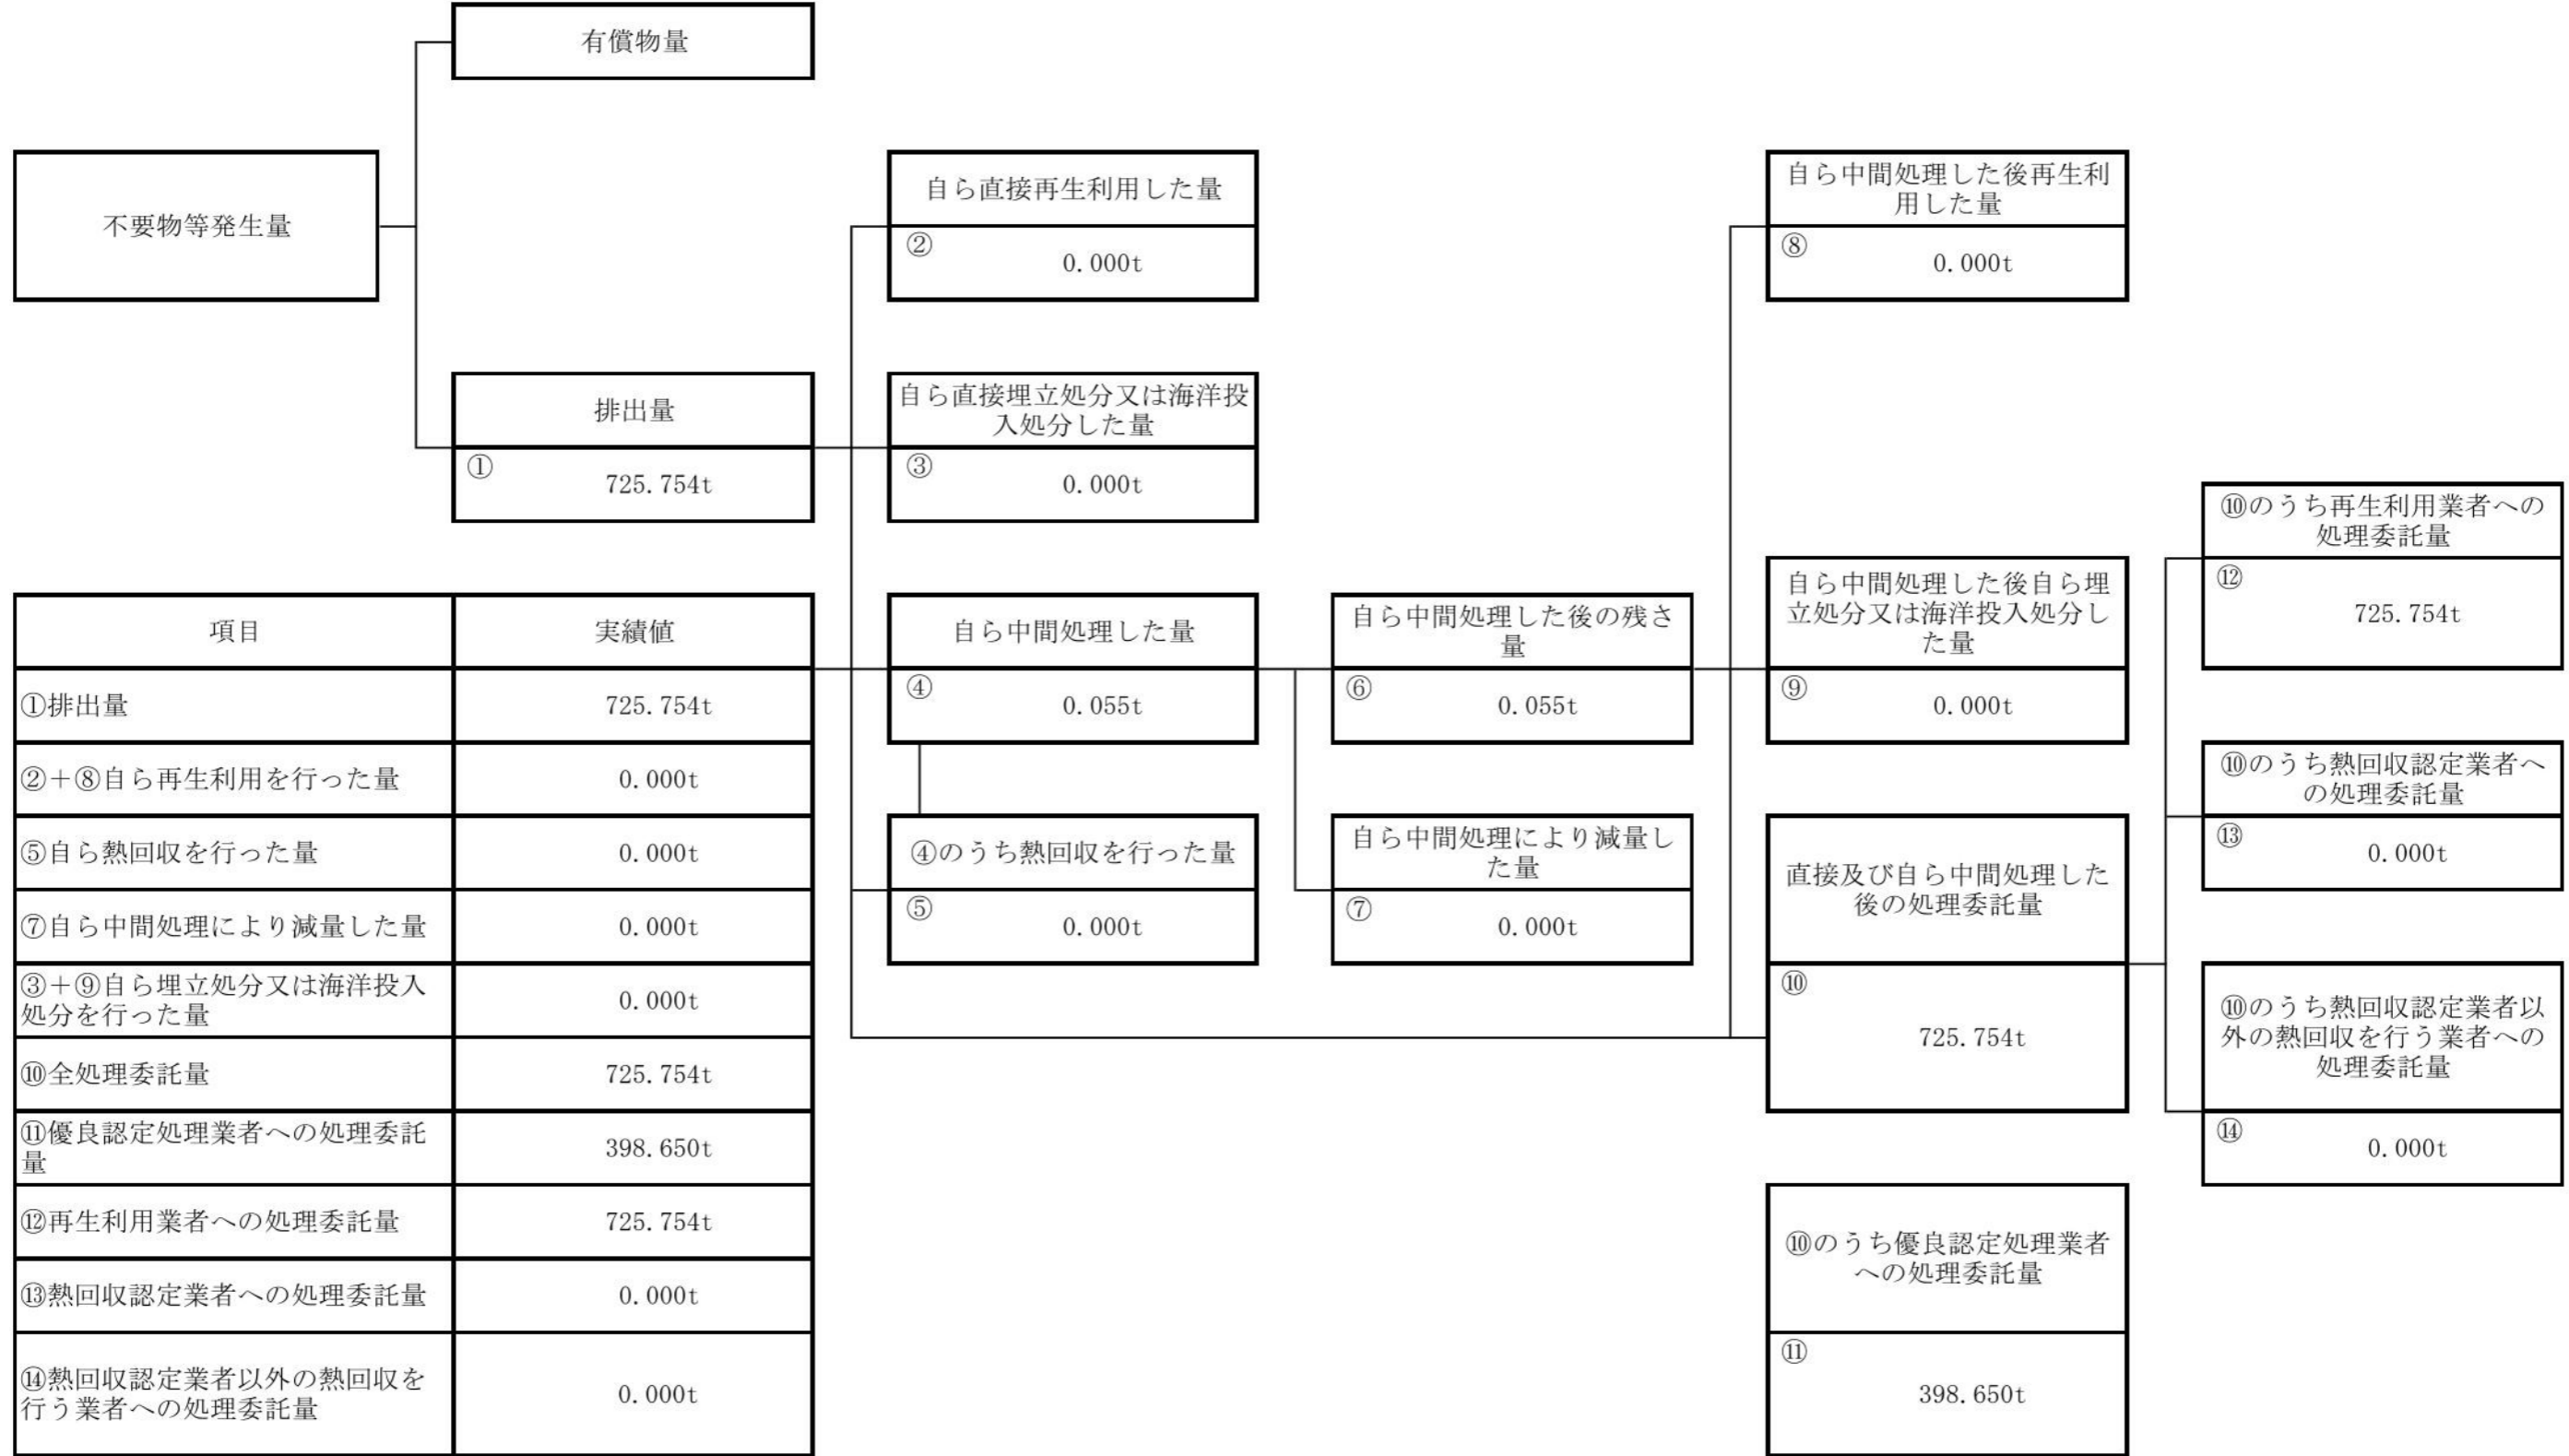 有償物量
不要物等発生量
自ら直接再生利用した量
②
0.000t
自ら中間処理した後再生利
用した量
⑧
0.000t
排出量
①
725.754t
自ら直接埋立処分又は海洋投
入処分した量
③
0.000t
自ら中間処理した量
④
0.055t
自ら中間処理した後の残さ
量
⑥
0.055t
自ら中間処理した後自ら埋
立処分又は海洋投入処分し
た量
⑨
0.000t
⑩のうち再生利用業者への
処理委託量
⑫
725.754t
④のうち熱回収を行った量
⑤
0.000t
自ら中間処理により減量し
た量
⑦
0.000t
直接及び自ら中間処理した
後の処理委託量
⑩
725.754t
⑩のうち熱回収認定業者へ
の処理委託量
⑬
0.000t
⑩のうち熱回収認定業者以
外の熱回収を行う業者への
処理委託量
⑭
0.000t
⑩のうち優良認定処理業者
への処理委託量
⑪
398.650t
項目 実績値
①排出量 725.754t
②＋⑧自ら再生利用を行った量 0.000t
⑤自ら熱回収を行った量 0.000t
⑦自ら中間処理により減量した量 0.000t
③＋⑨自ら埋立処分又は海洋投入
処分を行った量 0.000t
⑩全処理委託量 725.754t
⑪優良認定処理業者への処理委託
量 398.650t
⑫再生利用業者への処理委託量 725.754t
⑬熱回収認定業者への処理委託量 0.000t
⑭熱回収認定業者以外の熱回収を
行う業者への処理委託量 0.000t